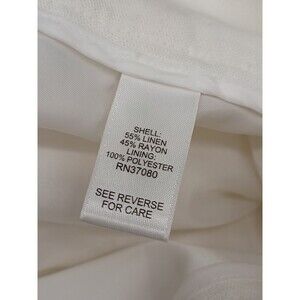 SHELL:
55% LINEN
45% RAYON
LINING:
100% POLYESTER
RN37080
SEE REVERSE
FOR CARE